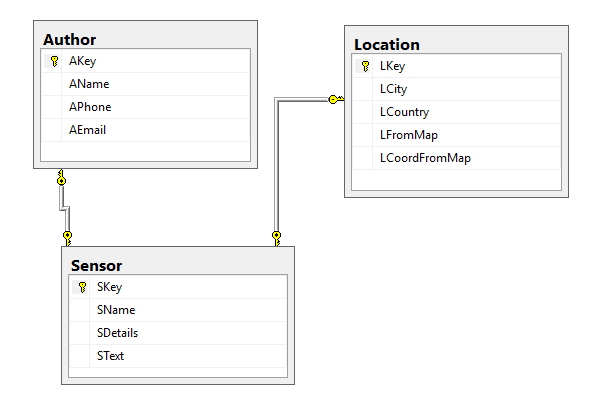 Author
AKey
AName
APhone
AEmail
Location
LKey
LCity
LCountry
LFromMap
LCoordFromMap
Sensor
SKey
SName
SDetails
SText